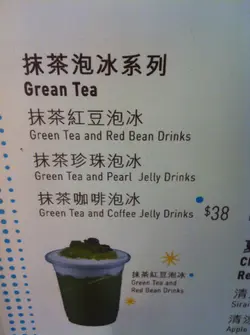 抹茶泡冰系列
Grean Tea
抹茶紅豆泡冰
Green Tea and Red Bean Drinks
抹茶珍珠泡冰
Green Tea and Pearl Jelly Drinks
抹茶咖啡泡冰
Green Tea and Coffee Jelly Drinks
$38
抹茶紅豆泡冰
Green Tea and
Red Bean Drinks